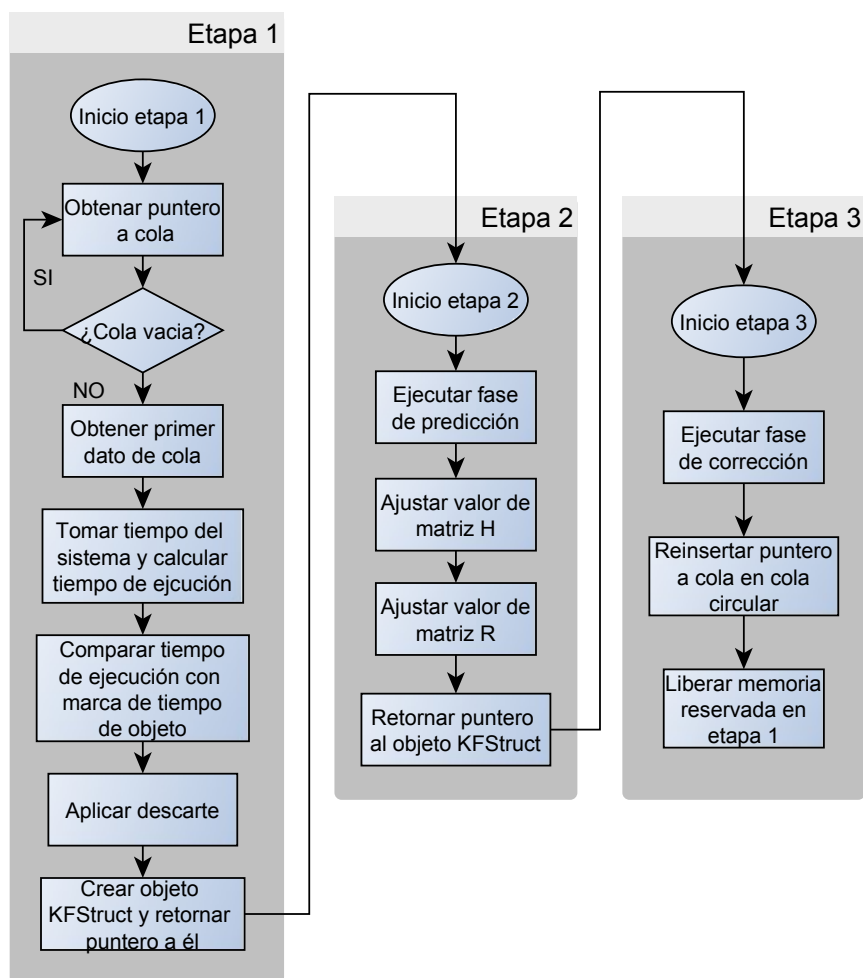 Etapa 1
Inicio etapa 1
Obtenar puntero
a cola
SI
¿Cola vacia?
NO
Obtener primer
dato de cola
Tomar tiempo del
sistema y calcular
tiempo de ejcución
Comparar tiempo
de ejecución con
marca de tiempo
de objeto
Aplicar descarte
Crear objeto
KFStruct y retornar
puntero a él
Etapa 2
Inicio etapa 2
Ejecutar fase
de predicción
Ajustar valor de
matriz H
Ajustar valor de
matriz R
Retornar puntero
al objeto KFStruct
Etapa 3
Inicio etapa 3
Ejecutar fase
de corrección
Reinsertar puntero
a cola en cola
circular
Liberar memoria
reservada en
etapa 1